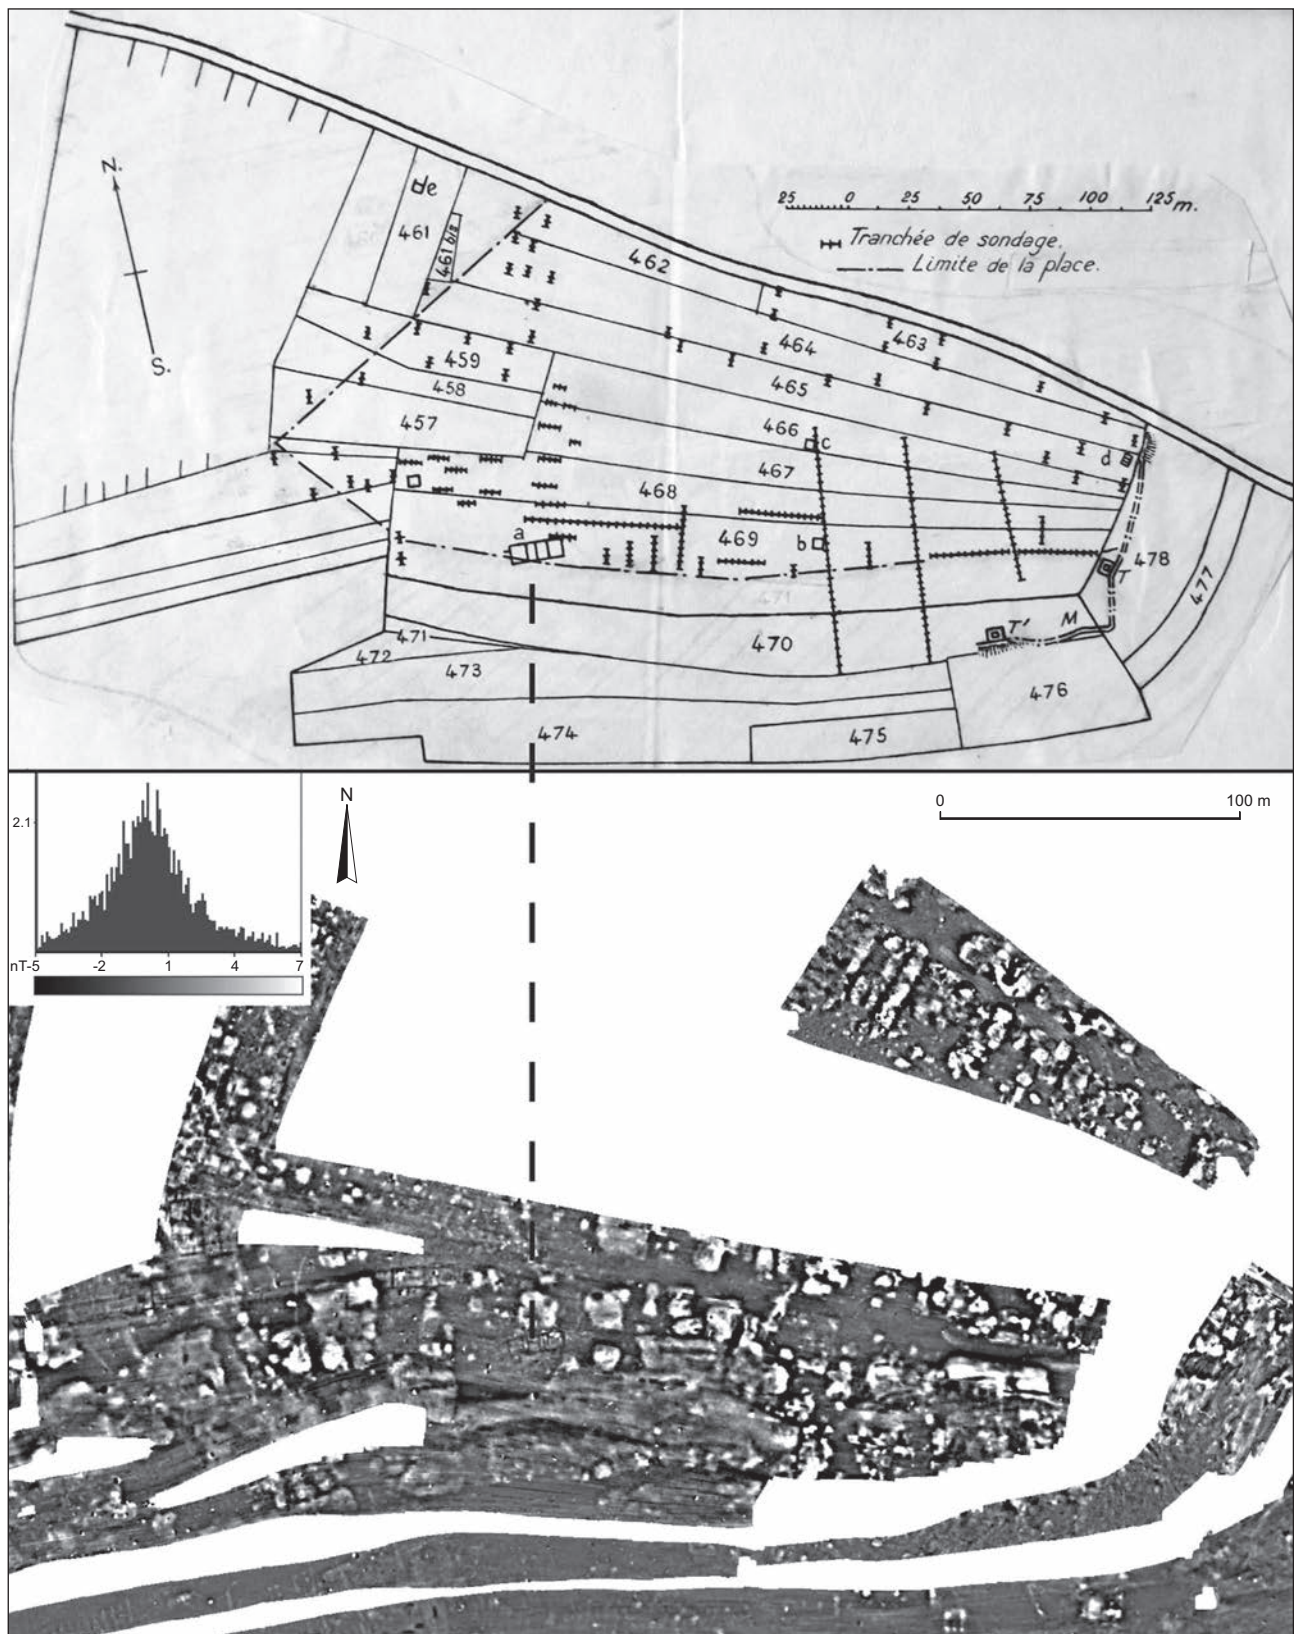 N.
S.
de
461
461 bis
462
25 0 25 50 75 100 125 m.
Tranchée de sondage.
Limite de la place.
464
463
459
465
458
457
466
c
467
d
468
a
469
b
478
T
477
471
T'
M
471
470
472
473
476
474
475
2.1
nT-5 -2 1 4 7
N
0 100 m